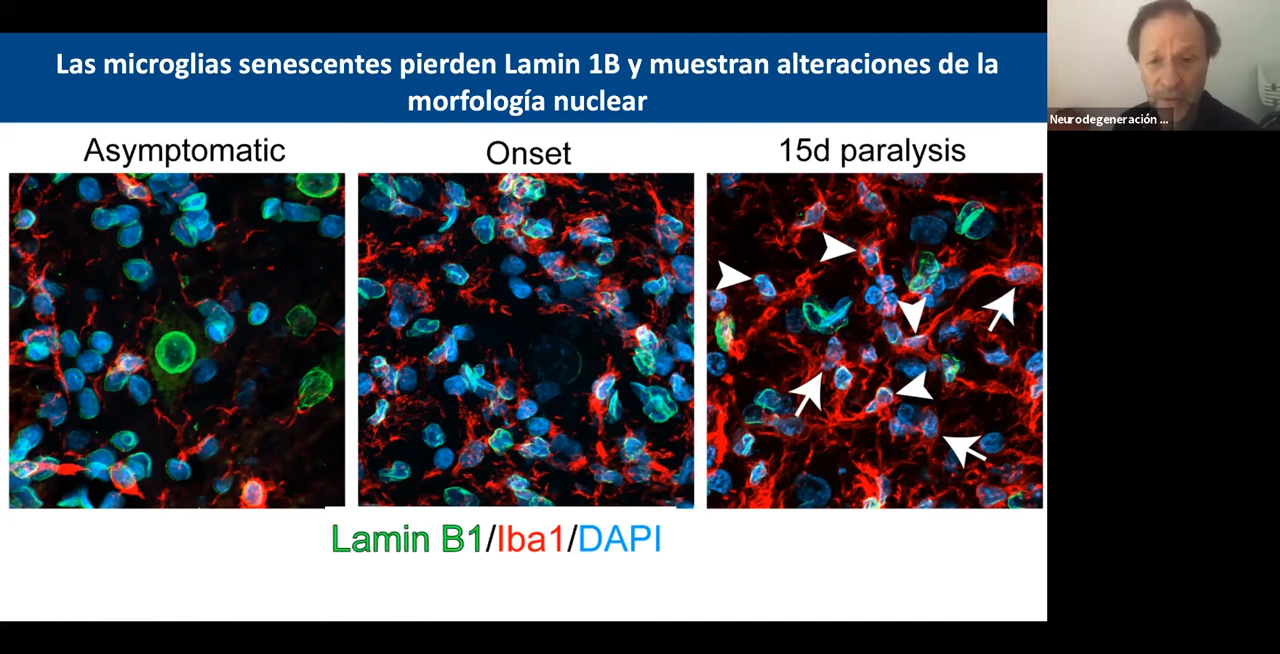 Las microglias senescentes pierden Lamin 1B y muestran alteraciones de la
morfología nuclear
Neurodegeneración ...
Asymptomatic
Onset
15d paralysis
Lamin B1/Iba1/DAPI